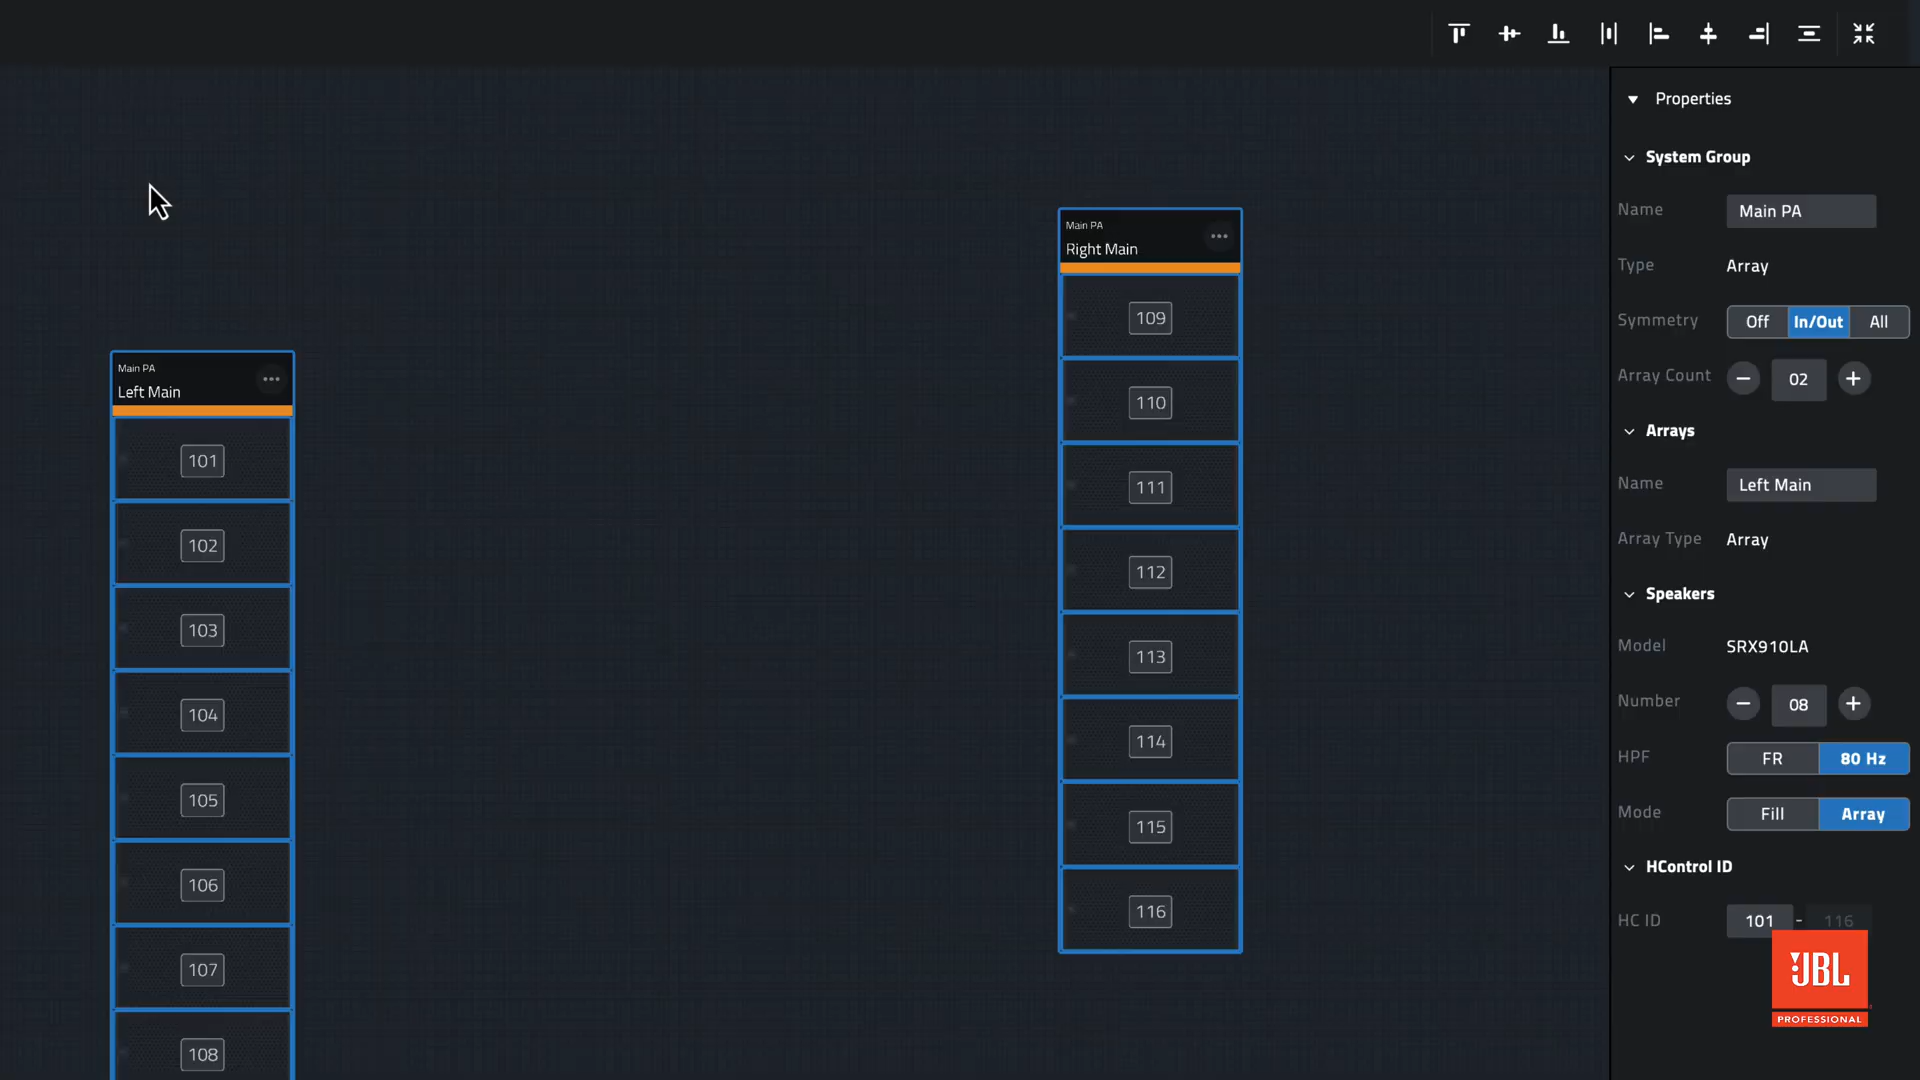 Properties
System Group
Name Main PA
Type Array
Symmetry Off In/Out All
Array Count 02
Arrays
Name Left Main
Array Type Array
Speakers
Model SRX910LA
Number 08
HPF FR 80 Hz
Mode Fill Array
HControl ID
HC ID 101 - 116
Main PA
Left Main
101
102
103
104
105
106
107
108
Main PA
Right Main
109
110
111
112
113
114
115
116
JBL
PROFESSIONAL